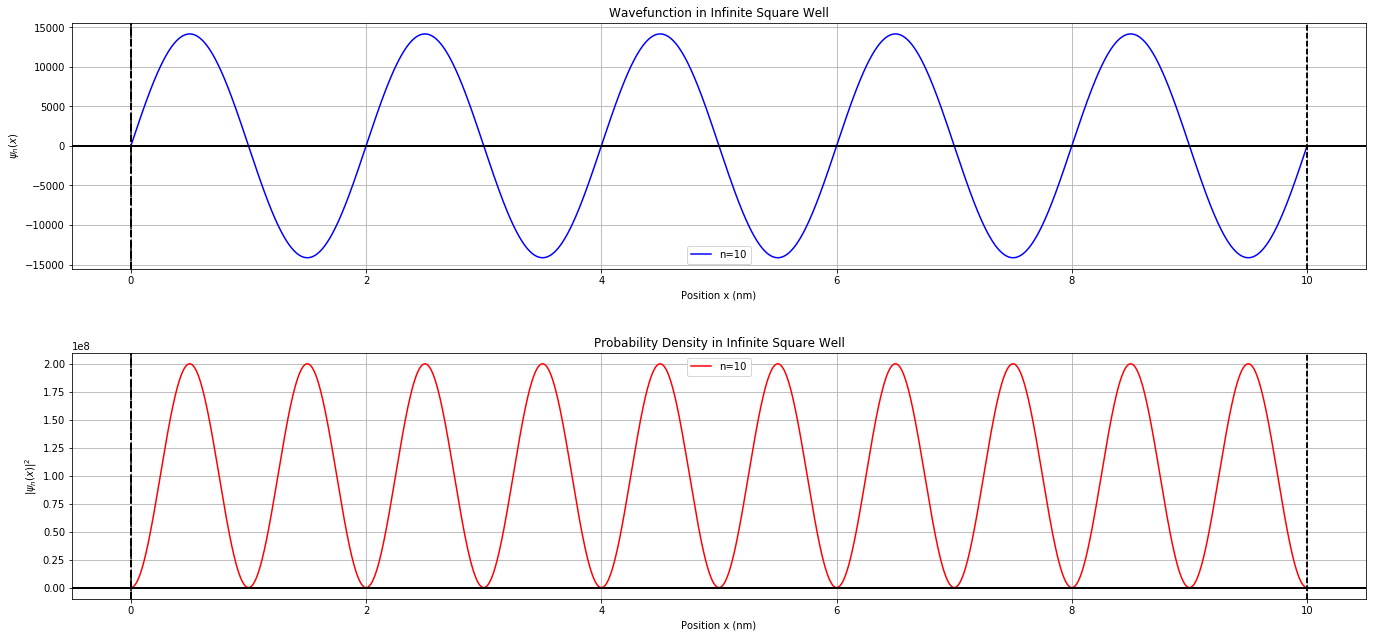 Wavefunction in Infinite Square Well
15000
10000
5000
0
−5000
−10000
−15000
ψn(x)
n=10
0 2 4 6 8 10
Position x (nm)
Probability Density in Infinite Square Well
1e8
2.00
1.75
1.50
1.25
1.00
0.75
0.50
0.25
0.00
|ψn(x)|²
n=10
0 2 4 6 8 10
Position x (nm)